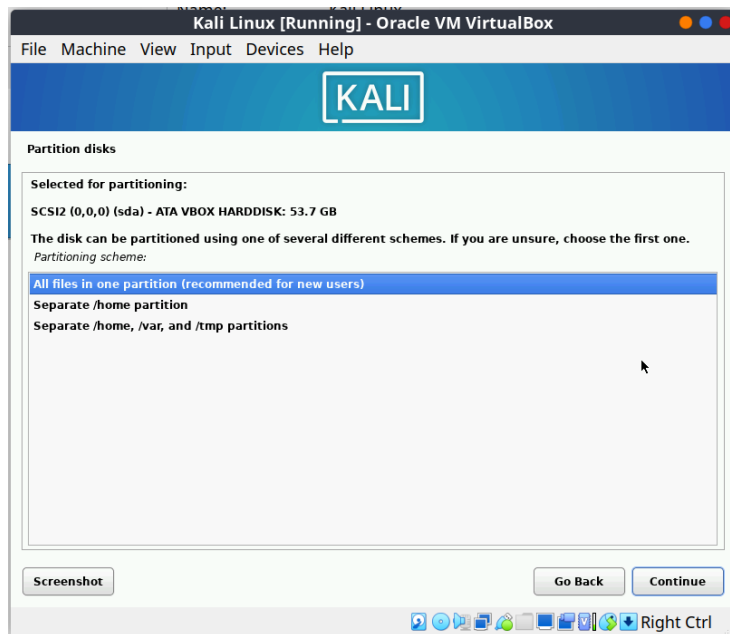 Kali Linux [Running] - Oracle VM VirtualBox
File Machine View Input Devices Help
KALI
Partition disks
Selected for partitioning:
SCSI2 (0,0,0) (sda) - ATA VBOX HARDDISK: 53.7 GB
The disk can be partitioned using one of several different schemes. If you are unsure, choose the first one.
Partitioning scheme:
All files in one partition (recommended for new users)
Separate /home partition
Separate /home, /var, and /tmp partitions
Screenshot
Go Back
Continue
Right Ctrl